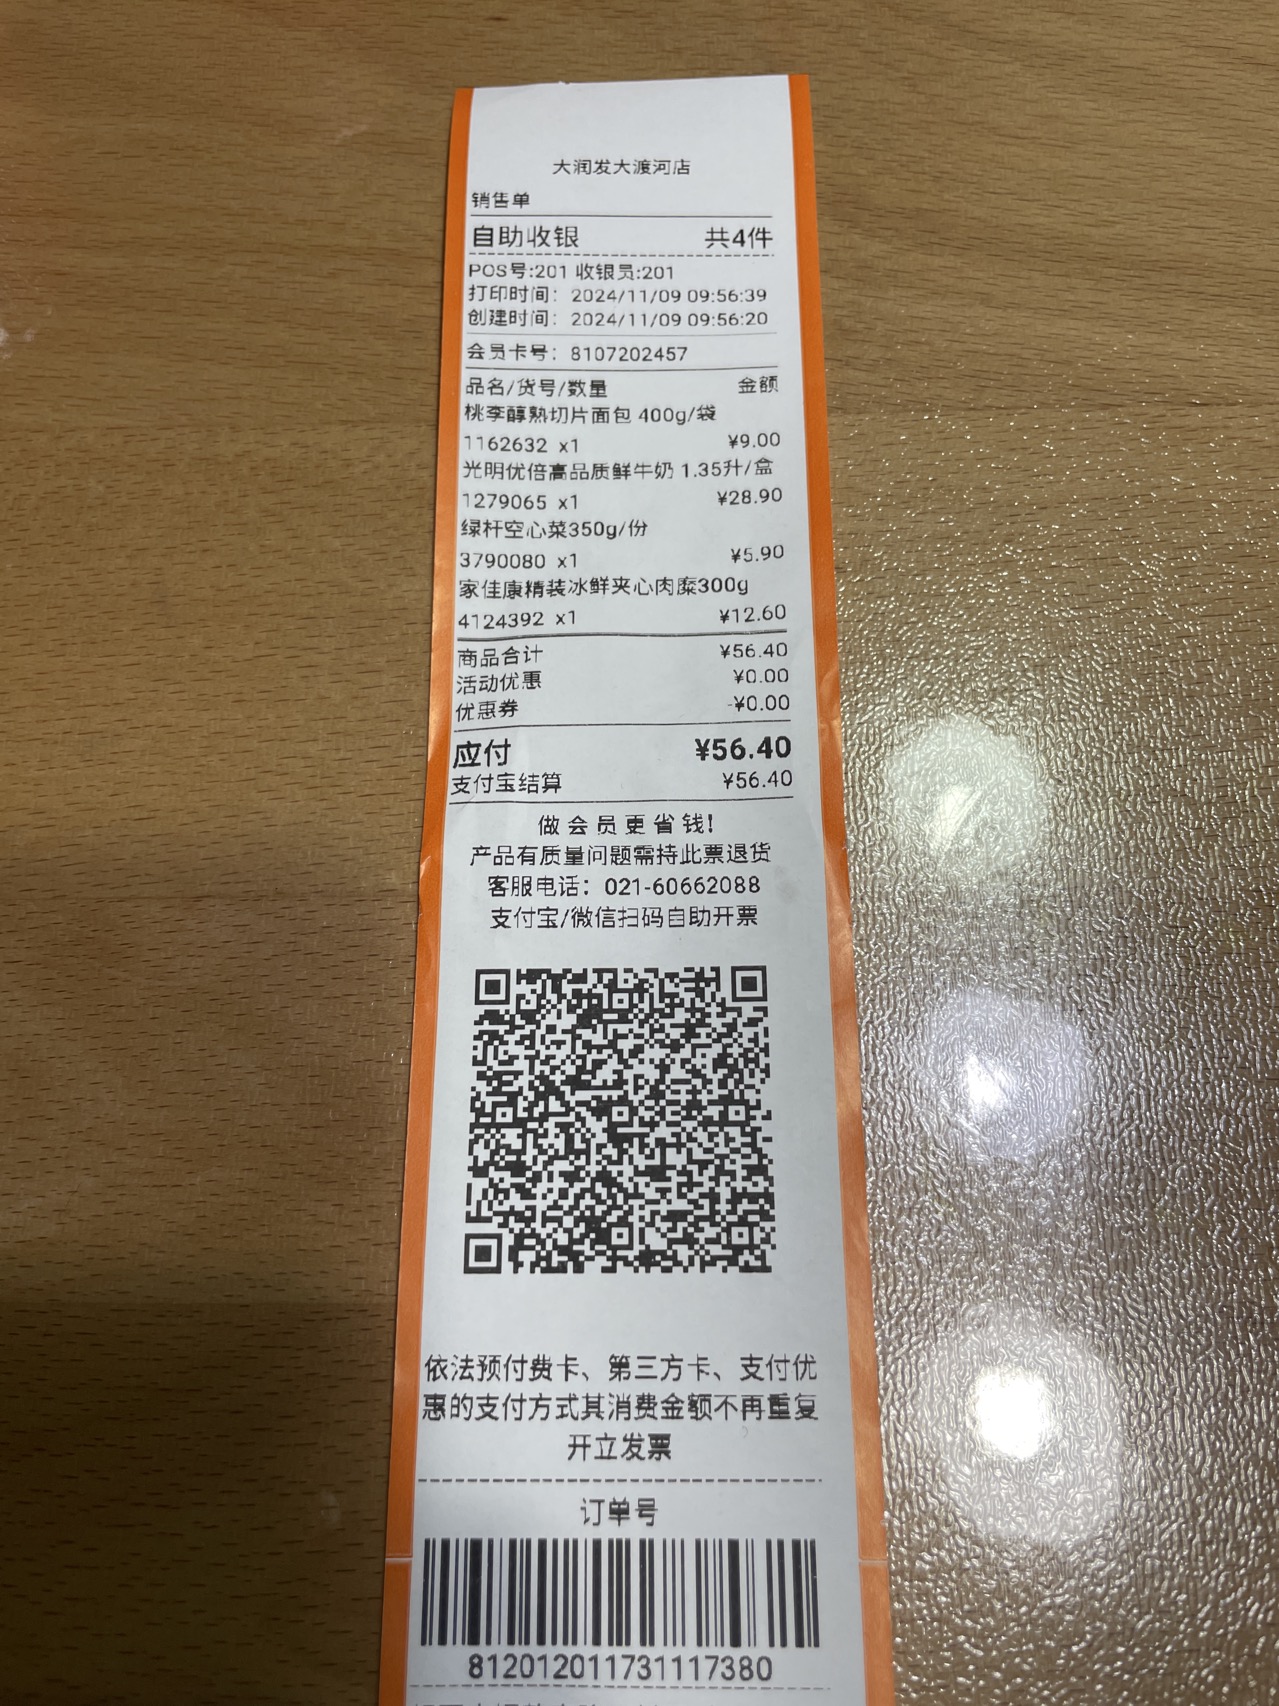 大润发大渡河店
销售单
自助收银 共4件
POS号:201 收银员:201
打印时间: 2024/11/09 09:56:39
创建时间: 2024/11/09 09:56:20
会员卡号: 8107202457
品名/货号/数量 金额
桃李醇熟切片面包 400g/袋
1162632 x1 ¥9.00
光明优倍高品质鲜牛奶 1.35升/盒
1279065 x1 ¥28.90
绿杆空心菜350g/份
3790080 x1 ¥5.90
家佳康精装冰鲜夹心肉糜300g
4124392 x1 ¥12.60
商品合计 ¥56.40
活动优惠 ¥0.00
优惠券 -¥0.00
应付 ¥56.40
支付宝结算 ¥56.40
做会员更省钱!
产品有质量问题需持此票退货
客服电话: 021-60662088
支付宝/微信扫码自助开票
依法预付费卡、第三方卡、支付优
惠的支付方式其消费金额不再重复
开立发票
订单号
812012011731117380